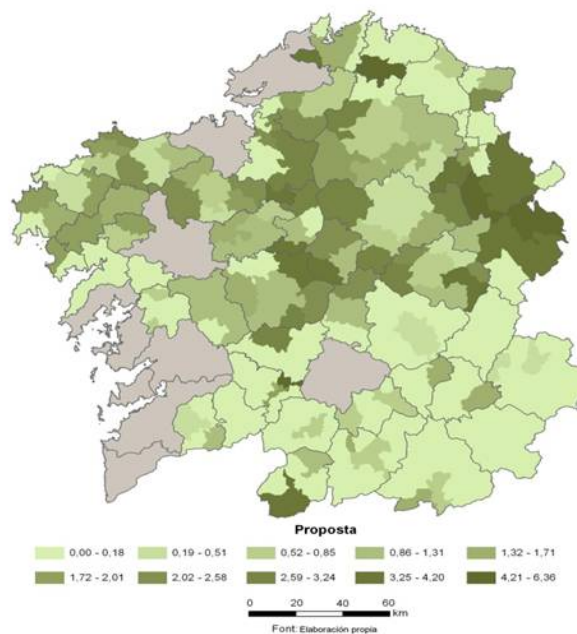 Proposta
0,00 - 0,18 0,19 - 0,51 0,52 - 0,85 0,86 - 1,31 1,32 - 1,71
1,72 - 2,01 2,02 - 2,58 2,59 - 3,24 3,25 - 4,20 4,21 - 6,36
0 20 40 60
km
Font: Elaboración propia